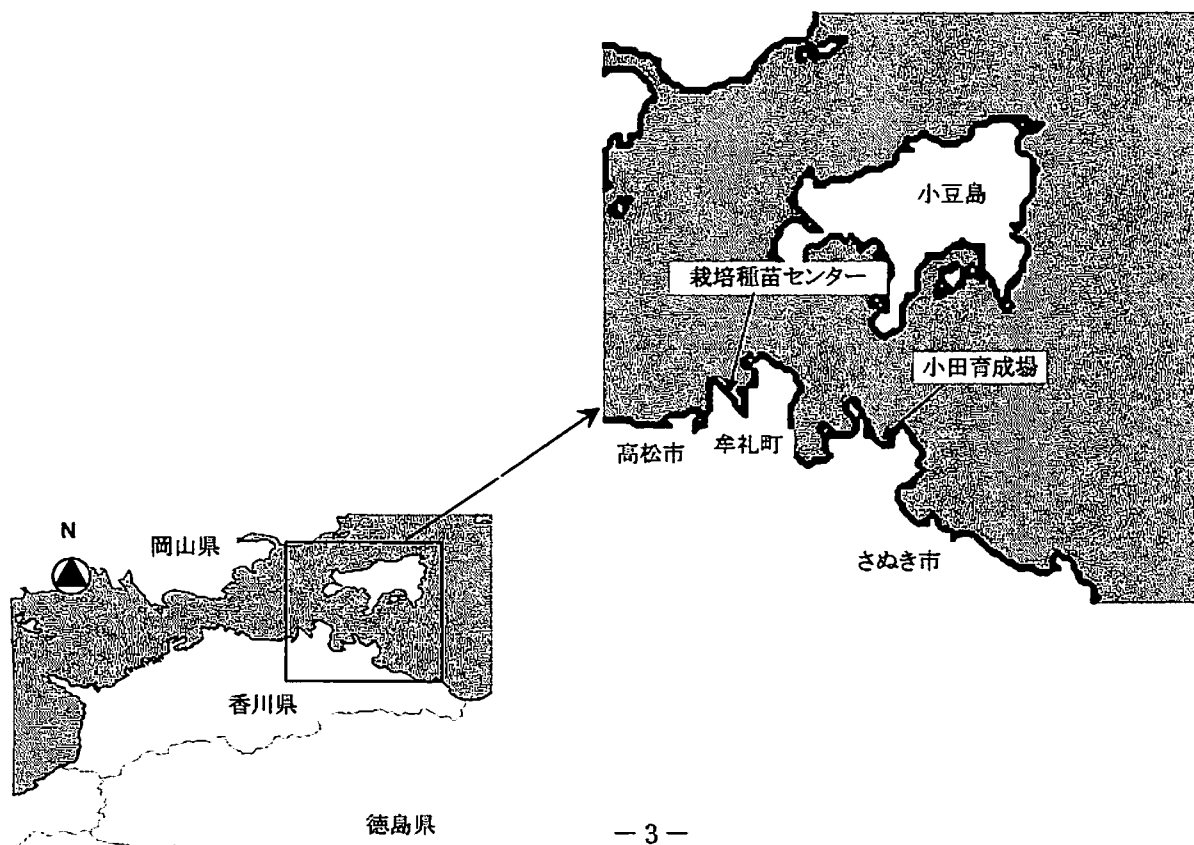 小豆島
栽培種苗センター
小田育成場
高松市
牟礼町
さぬき市
N
岡山県
香川県
徳島県
－3－